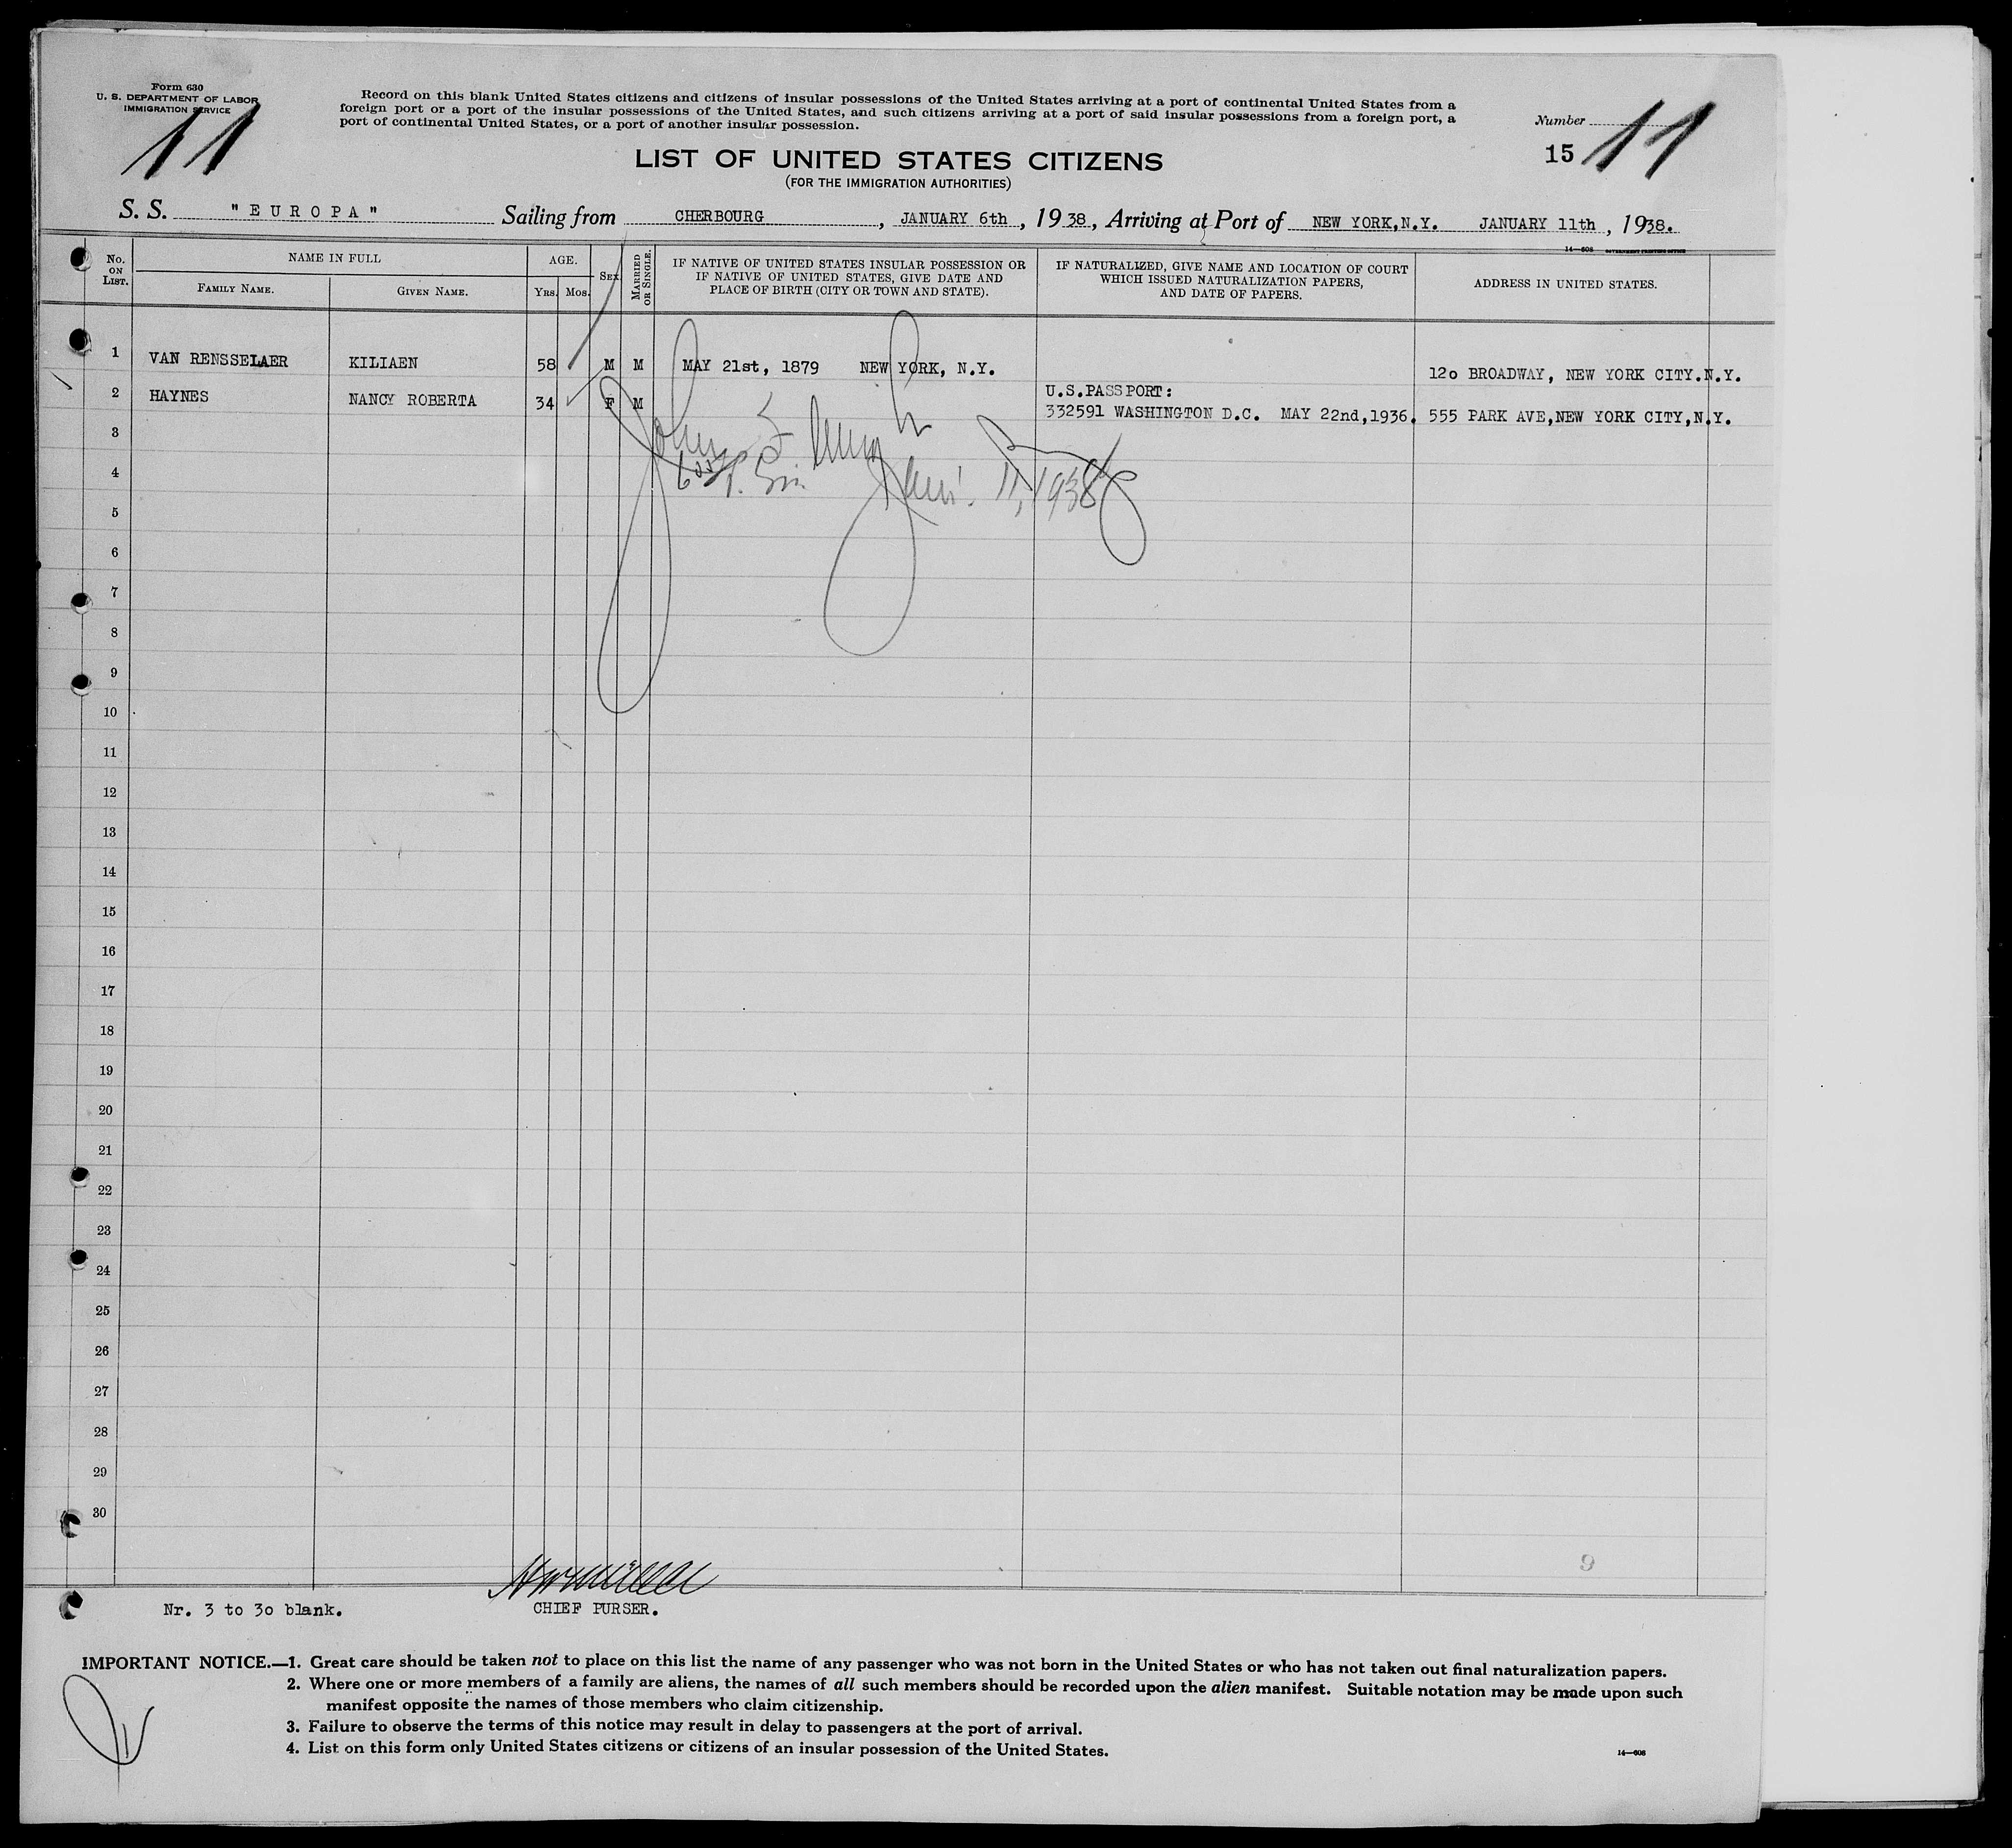 Form 630
U. S. DEPARTMENT OF LABOR
IMMIGRATION SERVICE
11
Record on this blank United States citizens and citizens of insular possessions of the United States arriving at a port of continental United States from a
foreign port or a port of the insular possessions of the United States, and such citizens arriving at a port of said insular possessions from a foreign port, a
port of continental United States, or a port of another insular possession.
Number
15 11
LIST OF UNITED STATES CITIZENS
(FOR THE IMMIGRATION AUTHORITIES)
S. S. "EUROPA" Sailing from CHERBOURG, JANUARY 6th, 1938, Arriving at Port of NEW YORK,N.Y. JANUARY 11th, 1938.
14—608 GOVERNMENT PRINTING OFFICE
No. ON LIST.
NAME IN FULL
FAMILY NAME. GIVEN NAME.
AGE.
YRS. MOS.
SEX
MARRIED OR SINGLE.
IF NATIVE OF UNITED STATES INSULAR POSSESSION OR
IF NATIVE OF UNITED STATES, GIVE DATE AND
PLACE OF BIRTH (CITY OR TOWN AND STATE).
IF NATURALIZED, GIVE NAME AND LOCATION OF COURT
WHICH ISSUED NATURALIZATION PAPERS,
AND DATE OF PAPERS.
ADDRESS IN UNITED STATES.
1 VAN RENSSELAER KILIAEN 58 M M MAY 21st, 1879 NEW YORK, N.Y. 12o BROADWAY, NEW YORK CITY.N.Y.
2 HAYNES NANCY ROBERTA 34 F M U.S.PASSPORT:
332591 WASHINGTON D.C. MAY 22nd,1936. 555 PARK AVE,NEW YORK CITY,N.Y.
John
11, 1938
3
4
5
6
7
8
9
10
11
12
13
14
15
16
17
18
19
20
21
22
23
24
25
26
27
28
29
30
9
Nr. 3 to 3o blank.
CHIEF PURSER.
IMPORTANT NOTICE.—1. Great care should be taken not to place on this list the name of any passenger who was not born in the United States or who has not taken out final naturalization papers.
2. Where one or more members of a family are aliens, the names of all such members should be recorded upon the alien manifest. Suitable notation may be made upon such
manifest opposite the names of those members who claim citizenship.
3. Failure to observe the terms of this notice may result in delay to passengers at the port of arrival.
4. List on this form only United States citizens or citizens of an insular possession of the United States.
14—608